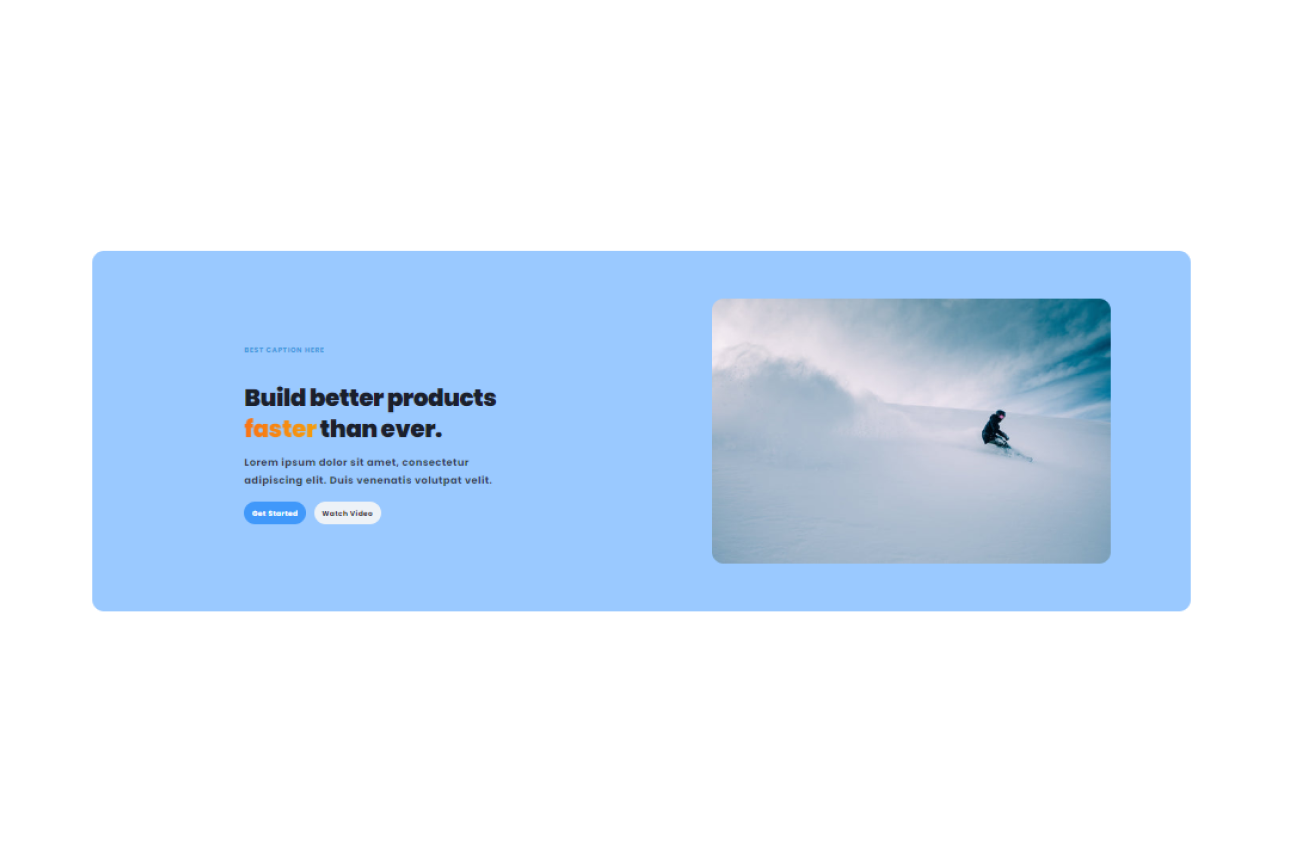 BEST CAPTION HERE
Build better products
faster than ever.
Lorem ipsum dolor sit amet, consectetur
adipiscing elit. Duis venenatis volutpat velit.
Get Started
Watch Video